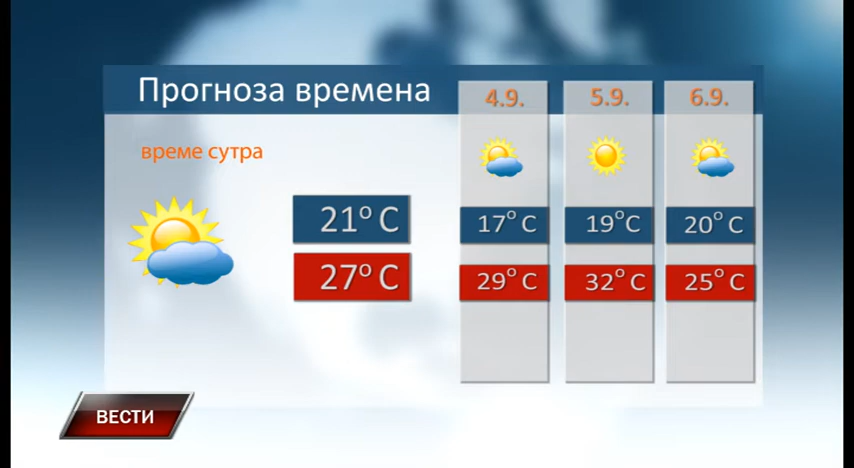 Прогноза времена
време сутра
21° C
27° C
4.9. 5.9. 6.9.
17° C 19°C 20° C
29° C 32° C 25° C
ВЕСТИ